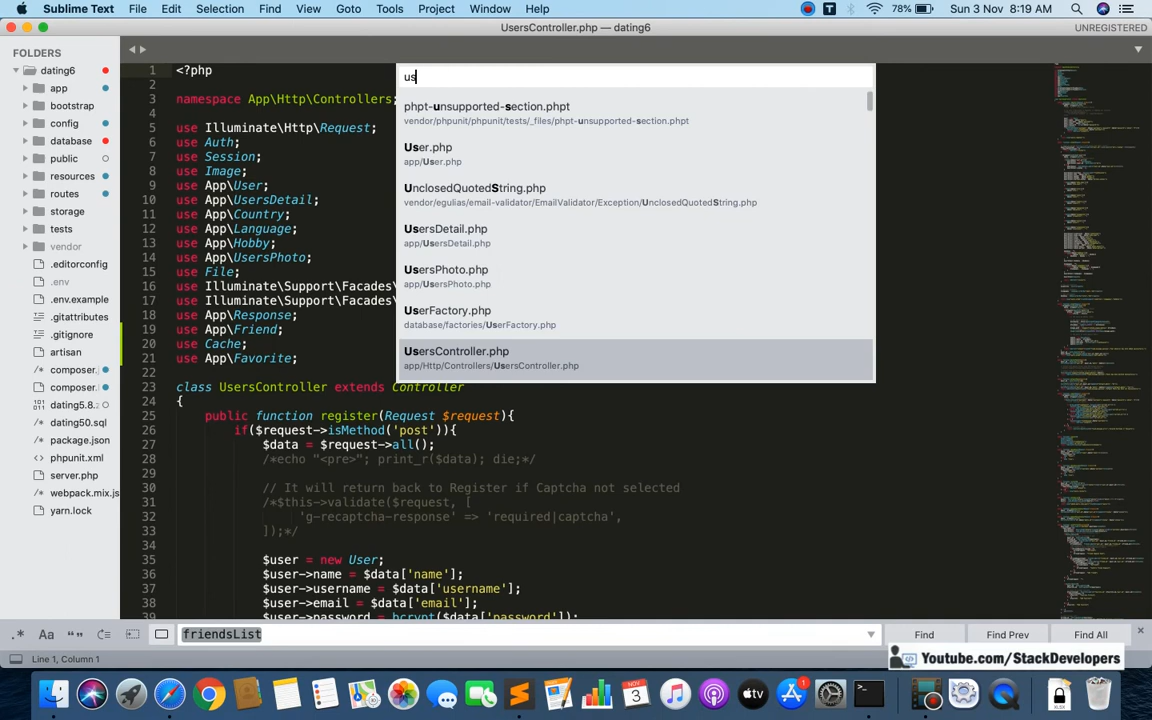 Sublime Text File Edit Selection Find View Goto Tools Project Window Help 78% Sun 3 Nov 8:19 AM
UsersController.php — dating6 UNREGISTERED
FOLDERS
dating6
app
bootstrap
config
database
public
resources
routes
storage
tests
vendor
.editorconfig
.env
.env.example
.gitattributes
.gitignore
artisan
composer.
composer.
dating5.8.
dating50.sql
package.json
phpunit.xml
server.php
webpack.mix.js
yarn.lock
us
phpt-unsupported-section.phpt
vendor/phpunit/phpunit/tests/_files/phpt-unsupported-section.phpt
User.php
app/User.php
UnclosedQuotedString.php
vendor/egulias/email-validator/EmailValidator/Exception/UnclosedQuotedString.php
UsersDetail.php
app/UsersDetail.php
UsersPhoto.php
app/UsersPhoto.php
UserFactory.php
database/factories/UserFactory.php
UsersController.php
app/Http/Controllers/UsersController.php
1 <?php
2
3 namespace App\Http\Controllers;
4
5 use Illuminate\Http\Request;
6 use Auth;
7 use Session;
8 use Image;
9 use App\User;
10 use App\UsersDetail;
11 use App\Country;
12 use App\Language;
13 use App\Hobby;
14 use App\UsersPhoto;
15 use File;
16 use Illuminate\Support\Facades\
17 use Illuminate\Support\Facades\
18 use App\Response;
19 use App\Friend;
20 use Cache;
21 use App\Favorite;
22
23 class UsersController extends Controller
24 {
25 public function register(Request $request){
26 if($request->isMethod('post')){
27 $data = $request->all();
28 /*echo "<pre>"; print_r($data); die;*/
29
30 // It will return back to Register if Captcha not selected
31 /*$this->validate($request, [
32 'g-recaptcha-response' => 'required|captcha',
33 ]);*/
34
35 $user = new User;
36 $user->name = $data['name'];
37 $user->username = $data['username'];
38 $user->email = $data['email'];
39 $user->password = bcrypt($data['password']);
friendsList Find Find Prev Find All
Line 1, Column 1
Youtube.com/StackDevelopers